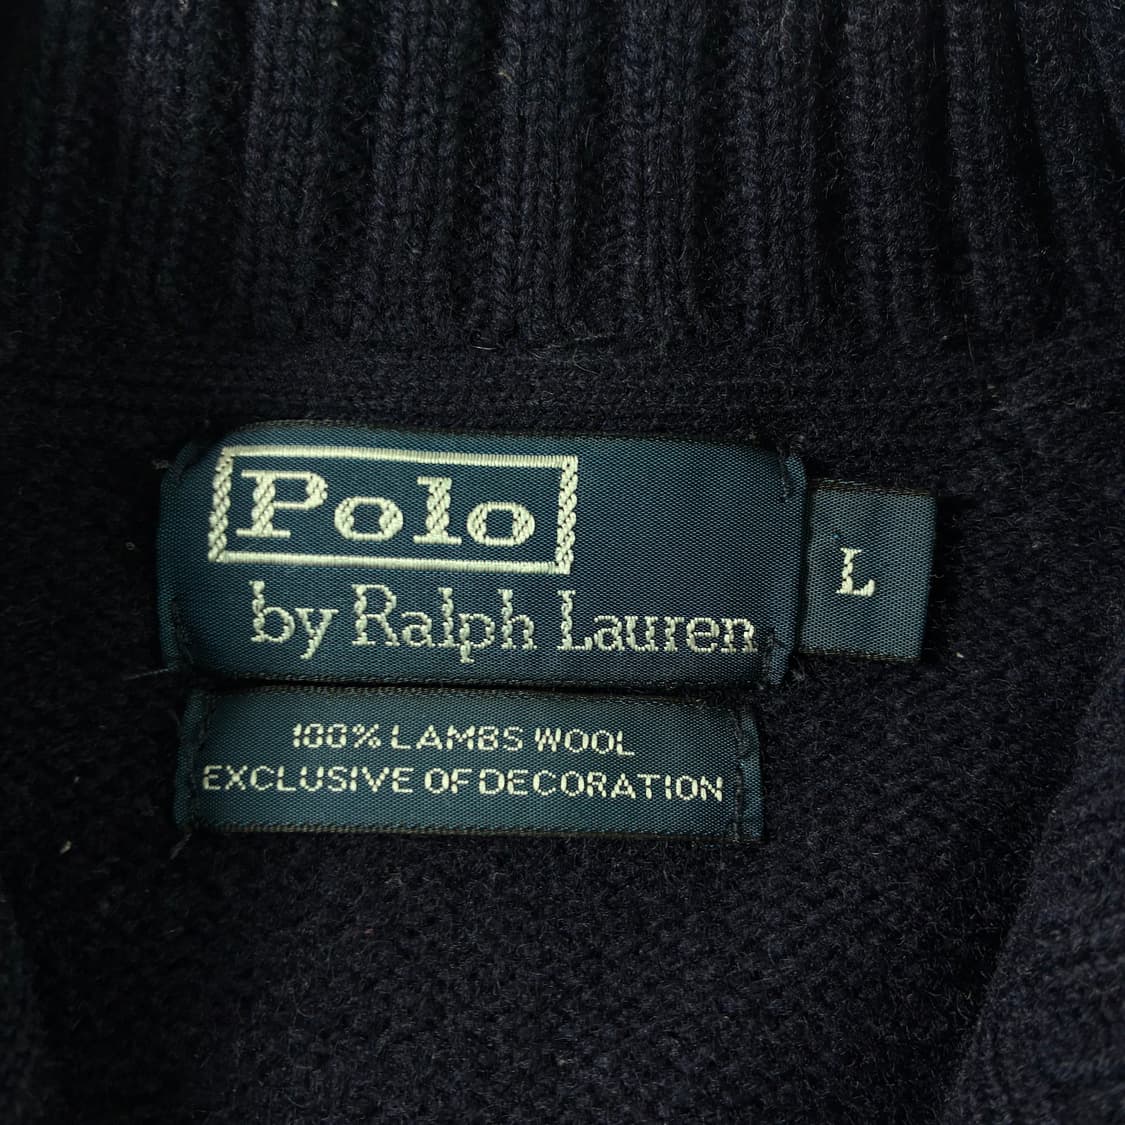 Polo
by Ralph Lauren
L
100% LAMBS WOOL
EXCLUSIVE OF DECORATION